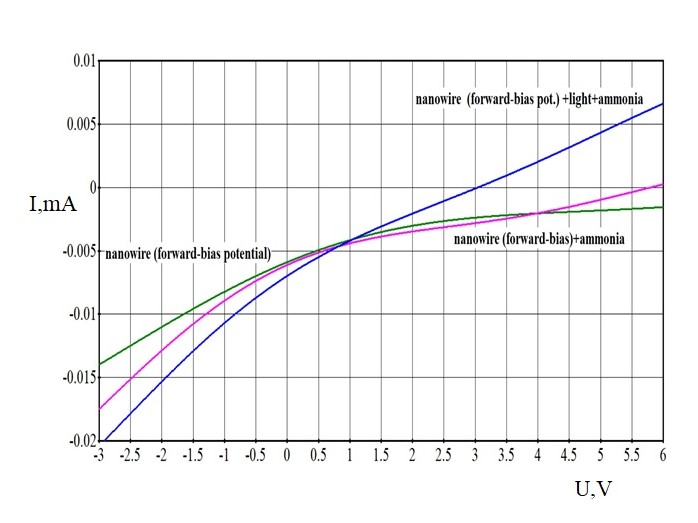 0.01
nanowire (forward-bias pot.) +light+ammonia
0.005
0
I,mA
nanowire (forward-bias)+ammonia
-0.005
nanowire (forward-bias potential)
-0.01
-0.015
-0.02
-3 -2.5 -2 -1.5 -1 -0.5 0 0.5 1 1.5 2 2.5 3 3.5 4 4.5 5 5.5 6
U,V